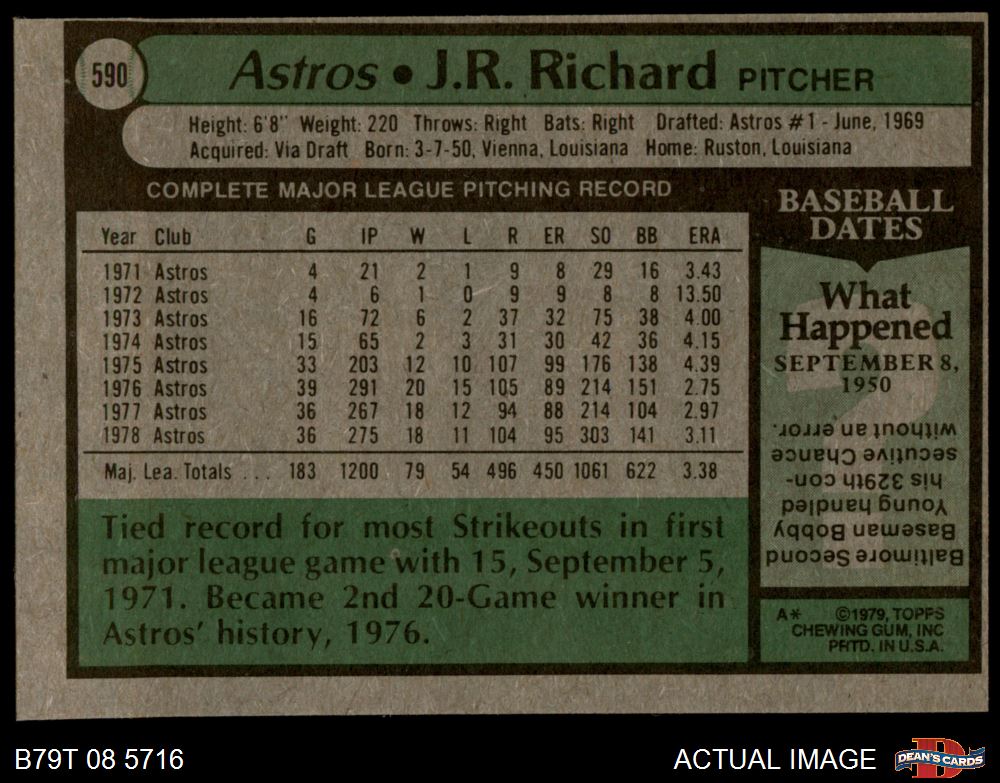 590
Astros • J.R. Richard PITCHER
Height: 6'8" Weight: 220 Throws: Right Bats: Right Drafted: Astros #1 - June, 1969
Acquired: Via Draft Born: 3-7-50, Vienna, Louisiana Home: Ruston, Louisiana
COMPLETE MAJOR LEAGUE PITCHING RECORD
Year Club G IP W L R ER SO BB ERA
1971 Astros 4 21 2 1 9 8 29 16 3.43
1972 Astros 4 6 1 0 9 9 8 8 13.50
1973 Astros 16 72 6 2 37 32 75 38 4.00
1974 Astros 15 65 2 3 31 30 42 36 4.15
1975 Astros 33 203 12 10 107 99 176 138 4.39
1976 Astros 39 291 20 15 105 89 214 151 2.75
1977 Astros 36 267 18 12 94 88 214 104 2.97
1978 Astros 36 275 18 11 104 95 303 141 3.11
Maj. Lea. Totals ... 183 1200 79 54 496 450 1061 622 3.38
Tied record for most Strikeouts in first
major league game with 15, September 5,
1971. Became 2nd 20-Game winner in
Astros' history, 1976.
BASEBALL
DATES
What
Happened
SEPTEMBER 8,
1950
Baltimore Second
Baseman Bobby
Young handled
his 329th con-
secutive Chance
without an error.
A* ©1979, TOPPS
CHEWING GUM, INC
PRTD. IN U.S.A.
B79T 08 5716
ACTUAL IMAGE
DEAN'S CARDS